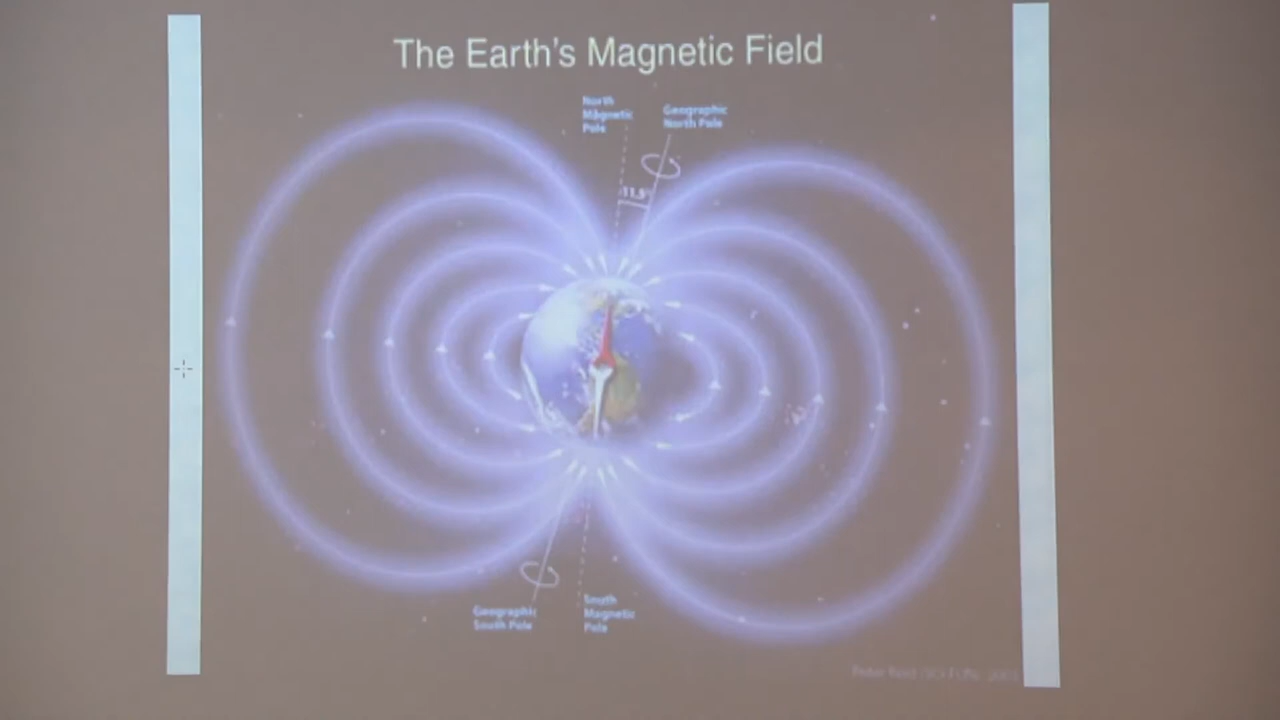 The Earth's Magnetic Field
North
Magnetic
Pole
Geographic
North Pole
11.5°
Geographic
South Pole
South
Magnetic
Pole